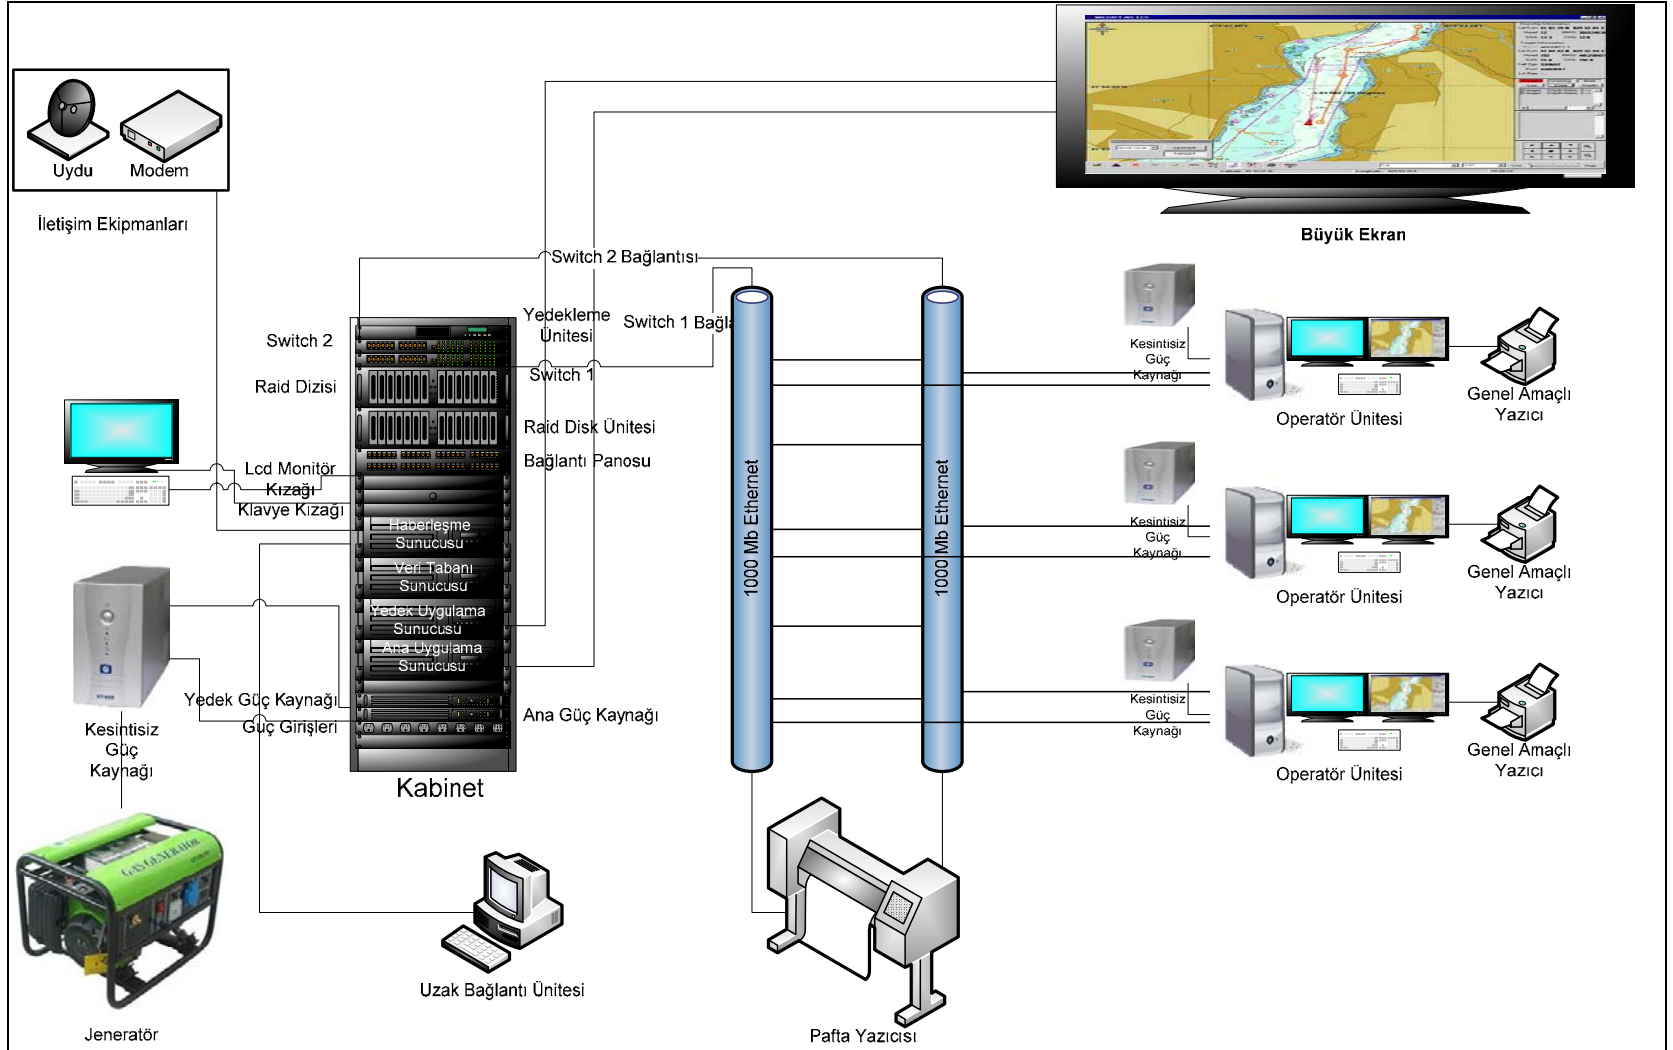 Uydu
Modem
İletişim Ekipmanları
Büyük Ekran
Switch 2 Bağlantısı
Switch 1 Bağla
Yedekleme
Ünitesi
Switch 2
Switch 1
Raid Dizisi
Raid Disk Ünitesi
Bağlantı Panosu
Lcd Monitör
Kızağı
Klavye Kızağı
Haberleşme
Sunucusu
Veri Tabanı
Sunucusu
Yedek Uygulama
Sunucusu
Ana Uygulama
Sunucusu
Yedek Güç Kaynağı
Güç Girişleri
Ana Güç Kaynağı
Kabinet
Kesintisiz
Güç
Kaynağı
GAS GENERATOR
Jeneratör
Uzak Bağlantı Ünitesi
1000 Mb Ethernet
1000 Mb Ethernet
Pafta Yazıcısı
Kesintisiz
Güç
Kaynağı
Operatör Ünitesi
Genel Amaçlı
Yazıcı
Kesintisiz
Güç
Kaynağı
Operatör Ünitesi
Genel Amaçlı
Yazıcı
Kesintisiz
Güç
Kaynağı
Operatör Ünitesi
Genel Amaçlı
Yazıcı